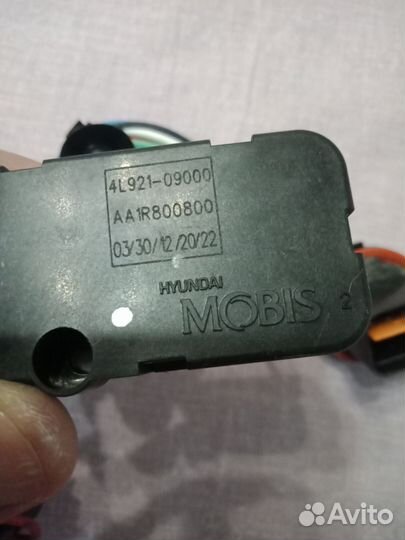 4L921-09000
AA1R800800
03/30/12/20/22
HYUNDAI
MOBIS
2
Avito